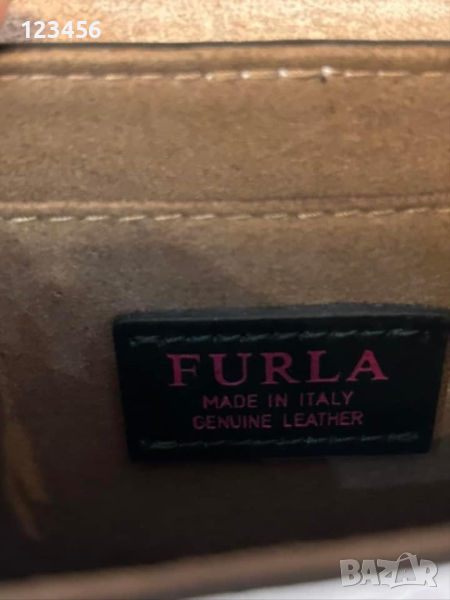 123456
FURLA
MADE IN ITALY
GENUINE LEATHER
BAZAR